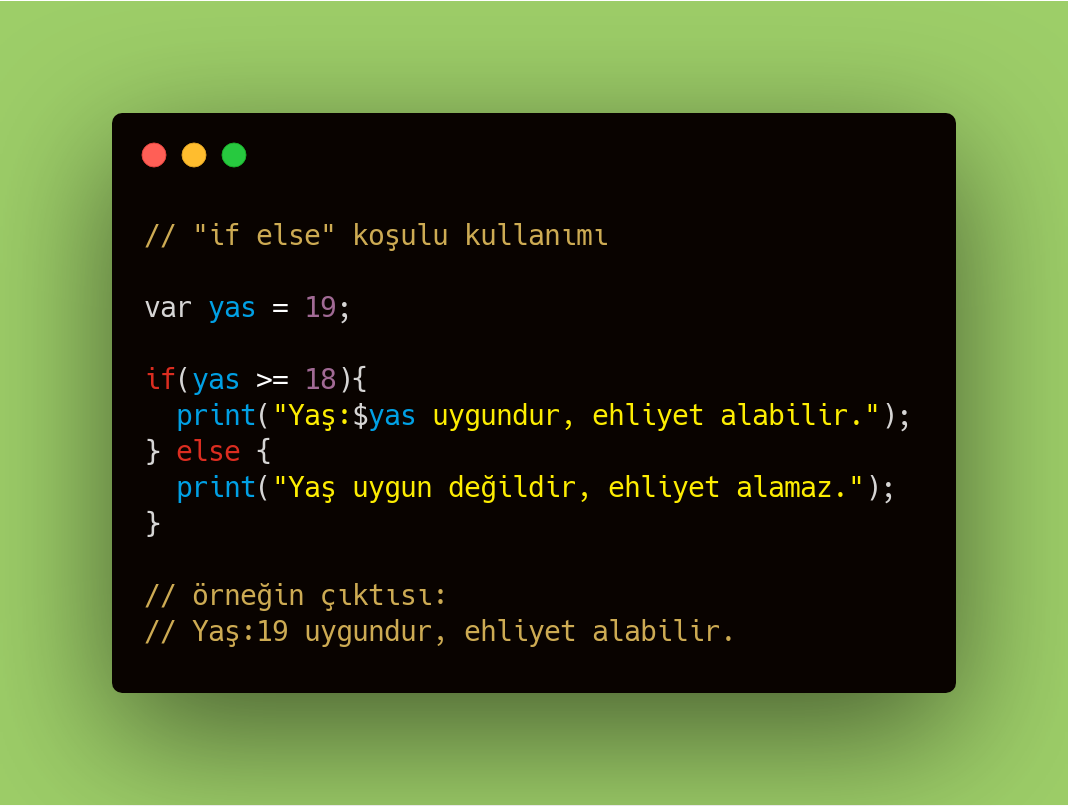 // "if else" koşulu kullanımı
var yas = 19;
if(yas >= 18){
print("Yaş:$yas uygundur, ehliyet alabilir.");
} else {
print("Yaş uygun değildir, ehliyet alamaz.");
}
// örneğin çıktısı:
// Yaş:19 uygundur, ehliyet alabilir.